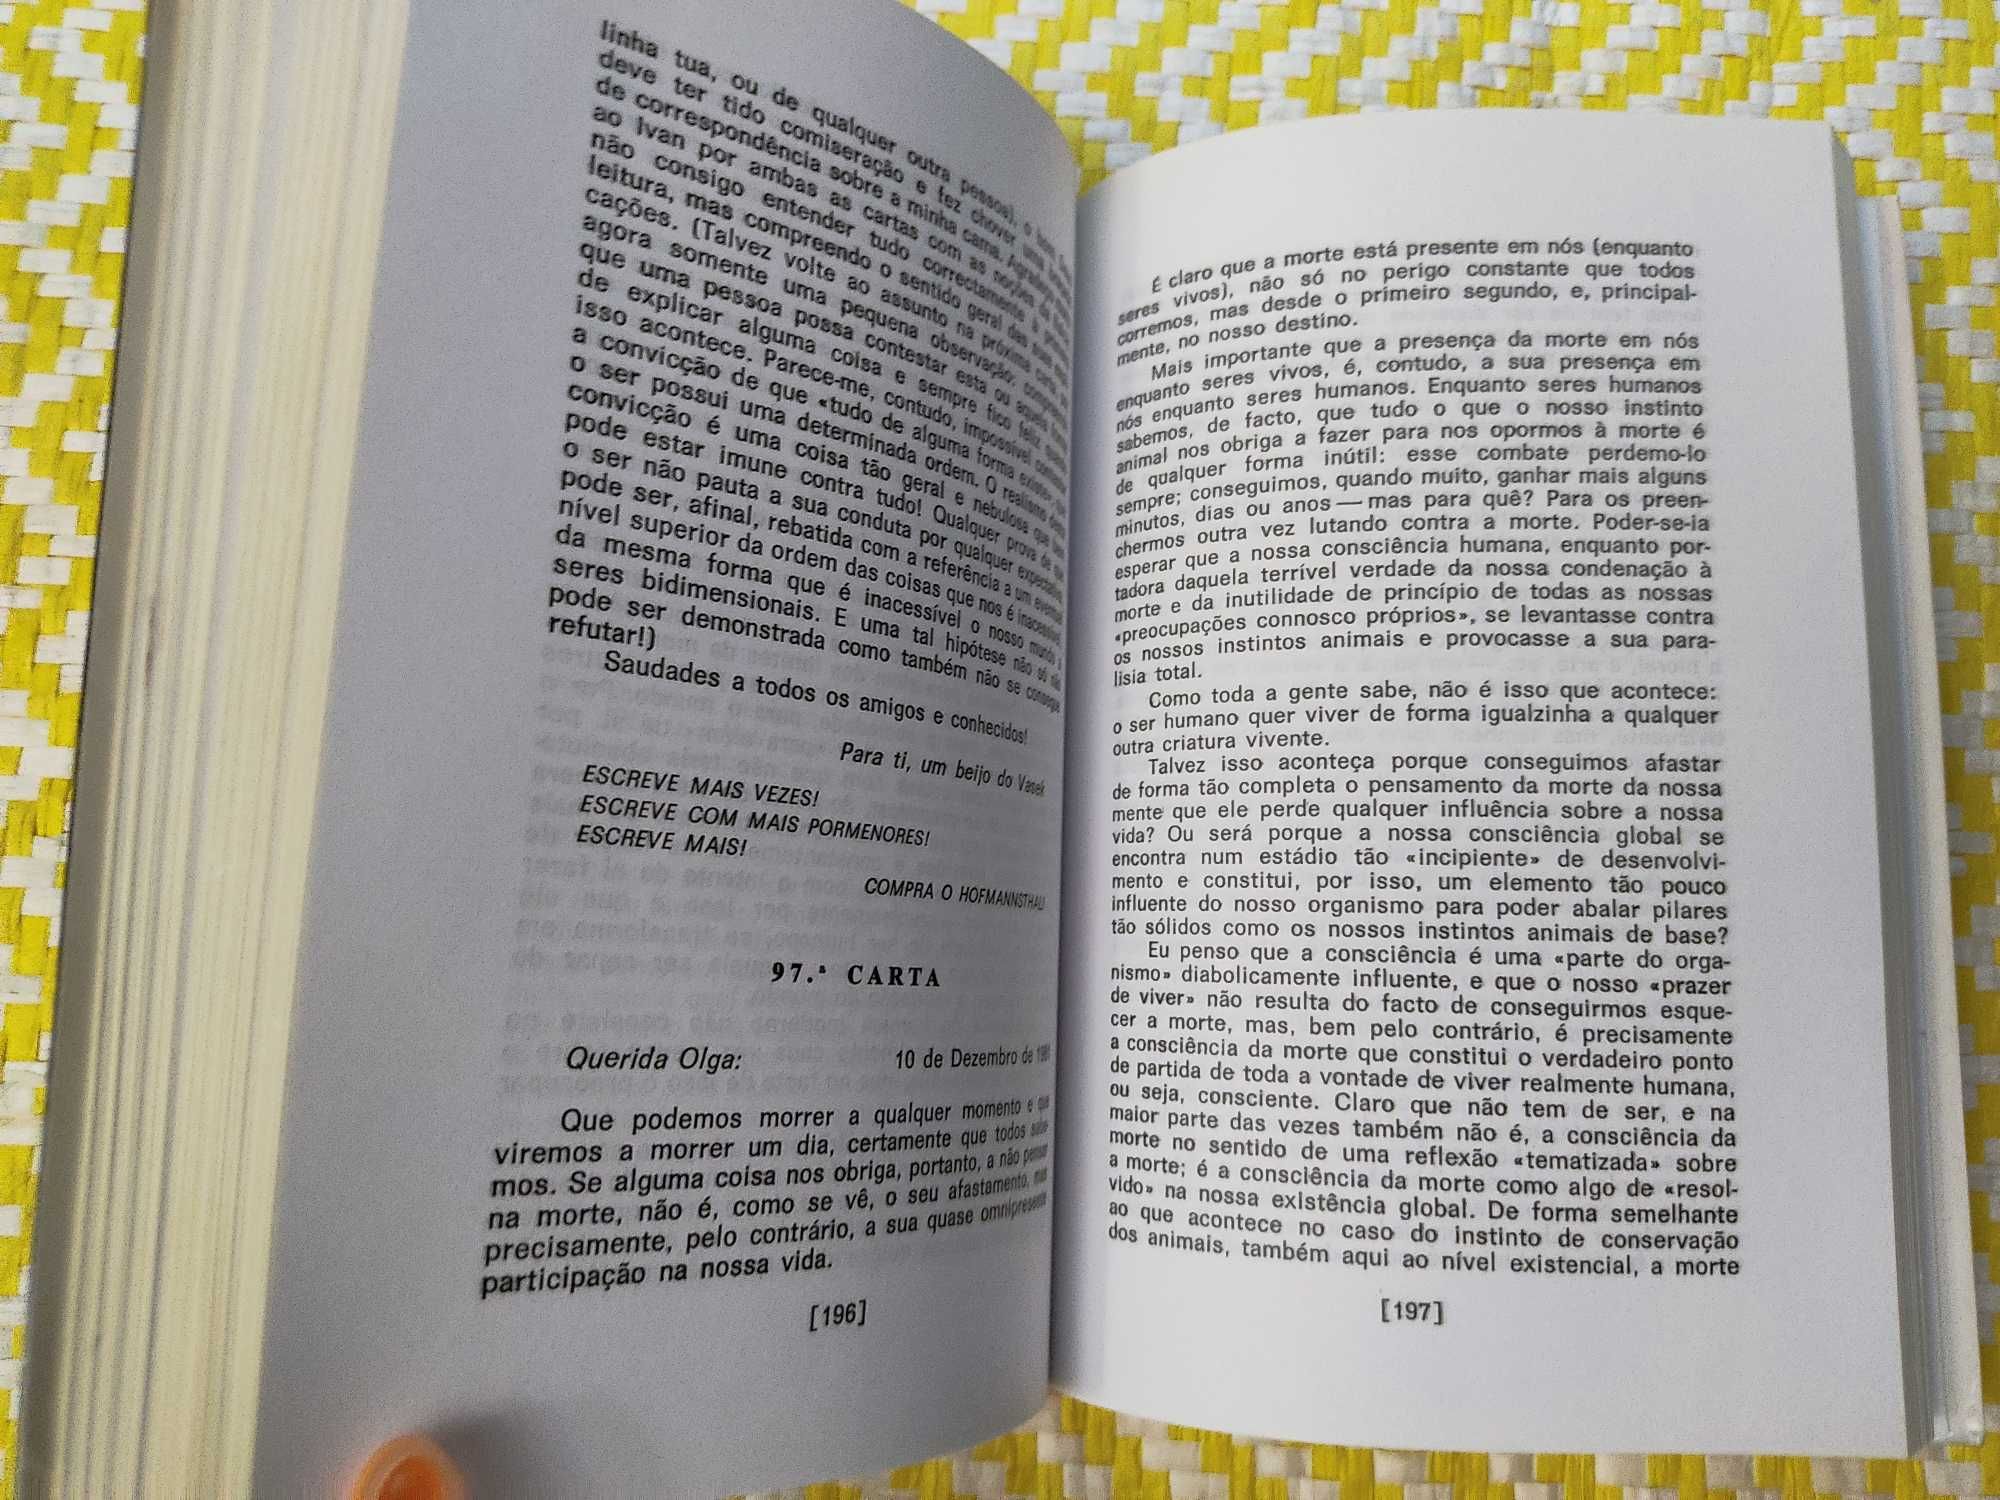 linha tua, ou de qualquer outra pessoa), o bom
deve ter tido comiseração e fez chover uma
de correspondência sobre a minha cama. Agradece
ao Ivan por ambas as cartas com as noções da
não consigo entender tudo correctamente à primeira
leitura, mas compreendo o sentido geral das suas expli-
cações. (Talvez volte ao assunto na próxima carta, por
agora somente uma pequena observação: compreendo
que uma pessoa possa contestar esta ou aquela forma
de explicar alguma coisa e sempre fico feliz quando
isso acontece. Parece-me, contudo, impossível contestar
a convicção de que «tudo de alguma forma existe», que
o ser possui uma determinada ordem. O realismo desta
convicção é uma coisa tão geral e nebulosa que bem
pode estar imune contra tudo! Qualquer prova de que
o ser não pauta a sua conduta por qualquer expectativa
pode ser, afinal, rebatida com a referência a um eventual
nível superior da ordem das coisas que nos é inacessível,
da mesma forma que é inacessível o nosso mundo a
seres bidimensionais. E uma tal hipótese não só não
pode ser demonstrada como também não se consegue
refutar!)
Saudades a todos os amigos e conhecidos!
Para ti, um beijo do Vasek
ESCREVE MAIS VEZES!
ESCREVE COM MAIS PORMENORES!
ESCREVE MAIS!
COMPRA O HOFMANNSTHAL!
97.ª CARTA
Querida Olga: 10 de Dezembro de 1981
Que podemos morrer a qualquer momento e que
viremos a morrer um dia, certamente que todos sabe-
mos. Se alguma coisa nos obriga, portanto, a não pensar
na morte, não é, como se vê, o seu afastamento, mas
precisamente, pelo contrário, a sua quase omnipresente
participação na nossa vida.
[196]
É claro que a morte está presente em nós (enquanto
seres vivos), não só no perigo constante que todos
corremos, mas desde o primeiro segundo, e, principal-
mente, no nosso destino.
Mais importante que a presença da morte em nós
enquanto seres vivos, é, contudo, a sua presença em
nós enquanto seres humanos. Enquanto seres humanos
sabemos, de facto, que tudo o que o nosso instinto
animal nos obriga a fazer para nos opormos à morte é
de qualquer forma inútil: esse combate perdemo-lo
sempre; conseguimos, quando muito, ganhar mais alguns
minutos, dias ou anos — mas para quê? Para os preen-
chermos outra vez lutando contra a morte. Poder-se-ia
esperar que a nossa consciência humana, enquanto por-
tadora daquela terrível verdade da nossa condenação à
morte e da inutilidade de princípio de todas as nossas
«preocupações connosco próprios», se levantasse contra
os nossos instintos animais e provocasse a sua para-
lisia total.
Como toda a gente sabe, não é isso que acontece:
o ser humano quer viver de forma igualzinha a qualquer
outra criatura vivente.
Talvez isso aconteça porque conseguimos afastar
de forma tão completa o pensamento da morte da nossa
mente que ele perde qualquer influência sobre a nossa
vida? Ou será porque a nossa consciência global se
encontra num estádio tão «incipiente» de desenvolvi-
mento e constitui, por isso, um elemento tão pouco
influente do nosso organismo para poder abalar pilares
tão sólidos como os nossos instintos animais de base?
Eu penso que a consciência é uma «parte do orga-
nismo» diabolicamente influente, e que o nosso «prazer
de viver» não resulta do facto de conseguirmos esque-
cer a morte, mas, bem pelo contrário, é precisamente
a consciência da morte que constitui o verdadeiro ponto
de partida de toda a vontade de viver realmente humana,
ou seja, consciente. Claro que não tem de ser, e na
maior parte das vezes também não é, a consciência da
morte no sentido de uma reflexão «tematizada» sobre
a morte; é a consciência da morte como algo de «resol-
vido» na nossa existência global. De forma semelhante
ao que acontece no caso do instinto de conservação
dos animais, também aqui ao nível existencial, a morte
[197]